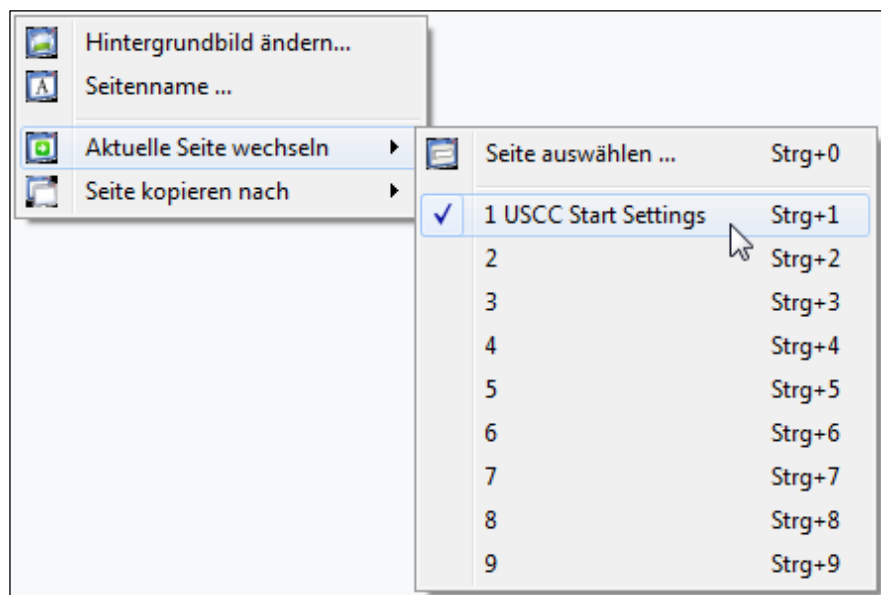 Hintergrundbild ändern...
Seitenname ...
Aktuelle Seite wechseln
Seite kopieren nach
Seite auswählen ... Strg+0
1 USCC Start Settings Strg+1
2 Strg+2
3 Strg+3
4 Strg+4
5 Strg+5
6 Strg+6
7 Strg+7
8 Strg+8
9 Strg+9